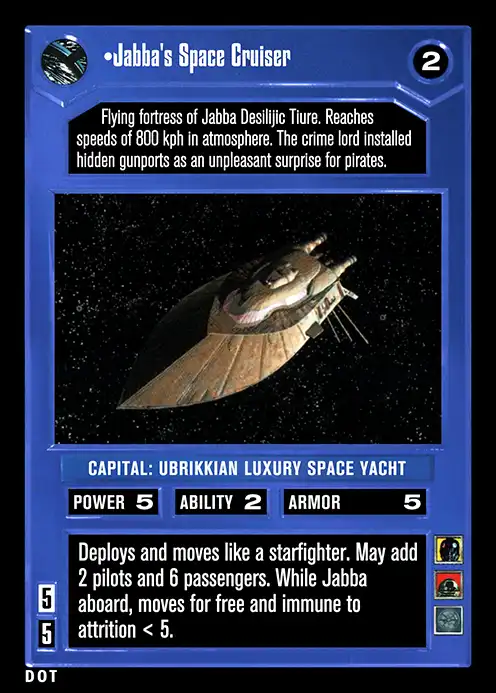 •Jabba's Space Cruiser
2
Flying fortress of Jabba Desilijic Tiure. Reaches
speeds of 800 kph in atmosphere. The crime lord installed
hidden gunports as an unpleasant surprise for pirates.
CAPITAL: UBRIKKIAN LUXURY SPACE YACHT
POWER 5 ABILITY 2 ARMOR 5
Deploys and moves like a starfighter. May add
2 pilots and 6 passengers. While Jabba
aboard, moves for free and immune to
attrition < 5.
5
5
DOT